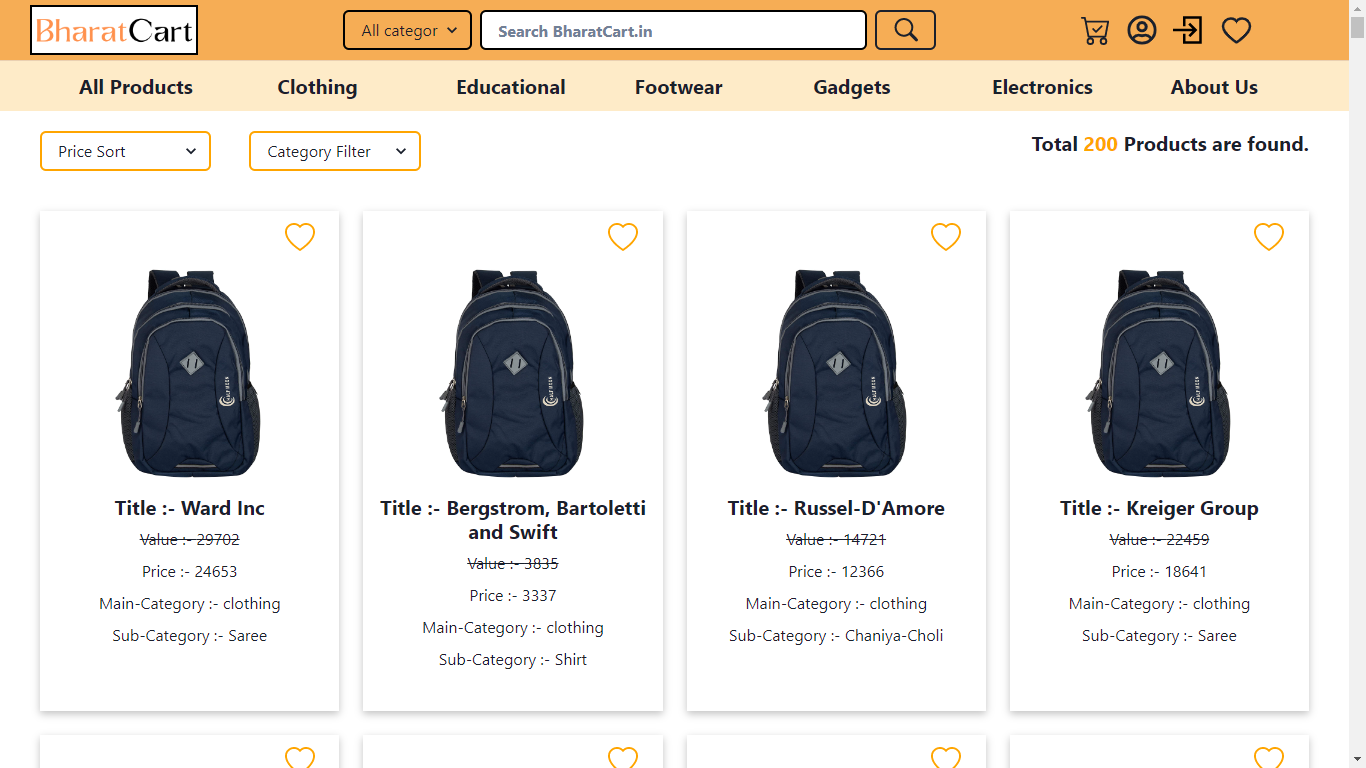 BharatCart
All categor
Search BharatCart.in
All Products
Clothing
Educational
Footwear
Gadgets
Electronics
About Us
Price Sort
Category Filter
Total 200 Products are found.
Title :- Ward Inc
Value :- 29702
Price :- 24653
Main-Category :- clothing
Sub-Category :- Saree
Title :- Bergstrom, Bartoletti
and Swift
Value :- 3835
Price :- 3337
Main-Category :- clothing
Sub-Category :- Shirt
Title :- Russel-D'Amore
Value :- 14721
Price :- 12366
Main-Category :- clothing
Sub-Category :- Chaniya-Choli
Title :- Kreiger Group
Value :- 22459
Price :- 18641
Main-Category :- clothing
Sub-Category :- Saree